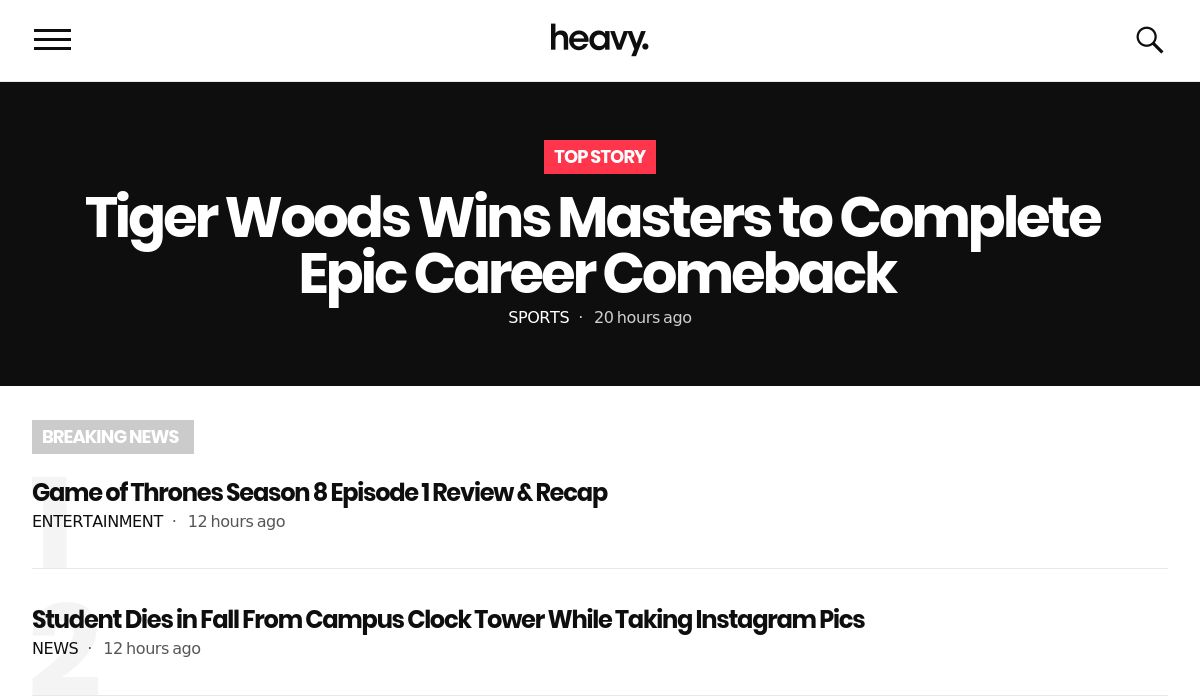 heavy.
TOP STORY
Tiger Woods Wins Masters to Complete
Epic Career Comeback
SPORTS · 20 hours ago
BREAKING NEWS
1
Game of Thrones Season 8 Episode 1 Review & Recap
ENTERTAINMENT · 12 hours ago
2
Student Dies in Fall From Campus Clock Tower While Taking Instagram Pics
NEWS · 12 hours ago